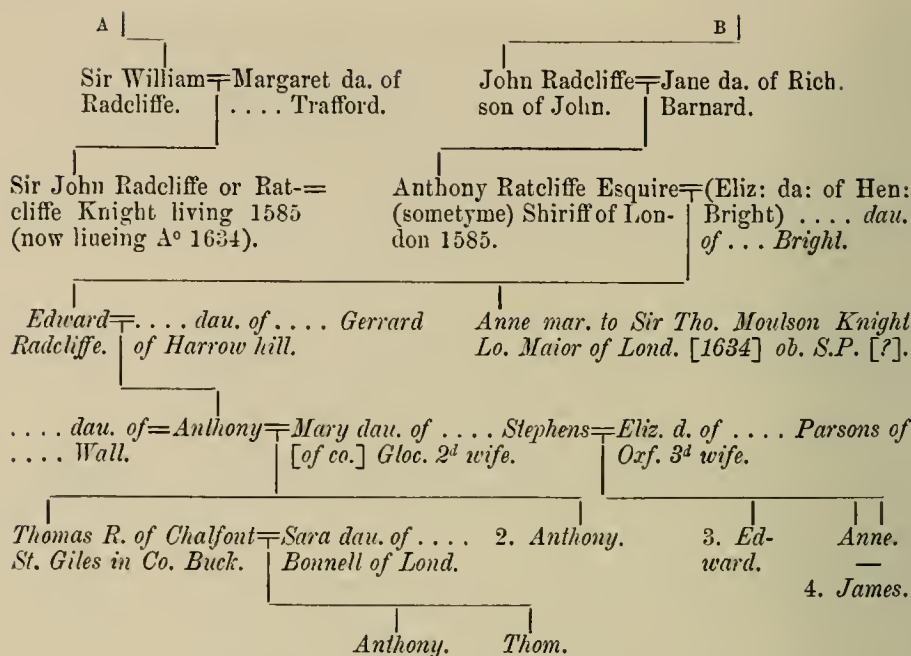 A B
Sir William=Margaret da. of
Radcliffe. . . . . Trafford.
John Radcliffe=Jane da. of Rich.
son of John. Barnard.
Sir John Radcliffe or Rat-=
cliffe Knight living 1585
(now liueing Aº 1634).
Anthony Ratcliffe Esquire=(Eliz: da: of Hen:
(sometyme) Shiriff of Lon- Bright) . . . . dau.
don 1585. of . . . Bright.
Edward=. . . . dau. of . . . . Gerrard
Radcliffe. of Harrow hill.
Anne mar. to Sir Tho. Moulson Knight
Lo. Maior of Lond. [1634] ob. S.P. [?].
. . . . dau. of=Anthony=Mary dau. of . . . . Stephens=Eliz. d. of . . . . Parsons of
. . . . Wall. [of co.] Gloc. 2d wife. Oxf. 3d wife.
Thomas R. of Chalfont=Sara dau. of . . . .
St. Giles in Co. Buck. Bonnell of Lond.
2. Anthony.
3. Ed-
ward.
Anne.
—
4. James.
Anthony. Thom.